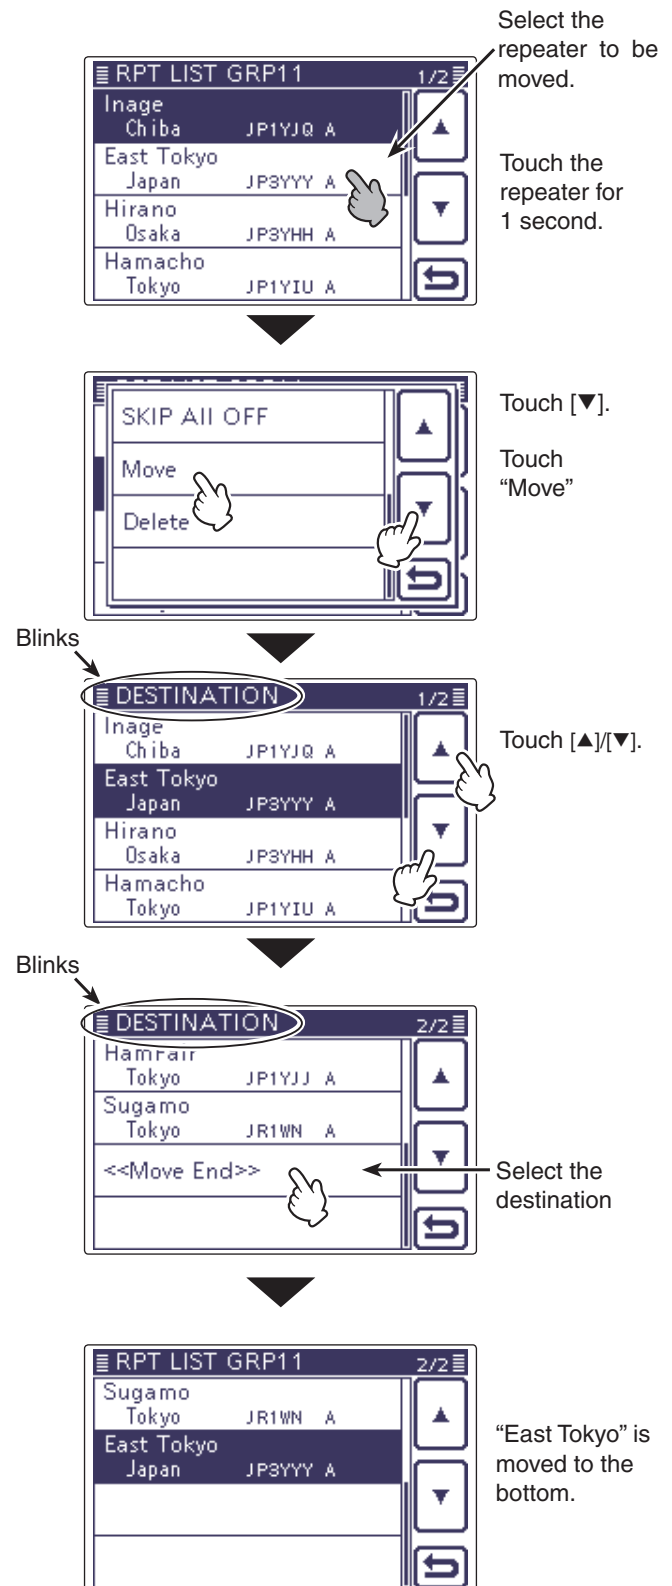 Select the
repeater to be
moved.
RPT LIST GRP11 1/2
Inage
Chiba JP1YJQ A
East Tokyo
Japan JP3YYY A
Hirano
Osaka JP3YHH A
Hamacho
Tokyo JP1YIU A
Touch the
repeater for
1 second.
SKIP All OFF
Move
Delete
Touch [▼].
Touch
“Move”
Blinks
DESTINATION 1/2
Inage
Chiba JP1YJQ A
East Tokyo
Japan JP3YYY A
Hirano
Osaka JP3YHH A
Hamacho
Tokyo JP1YIU A
Touch [▲]/[▼].
Blinks
DESTINATION 2/2
HamFair
Tokyo JP1YJJ A
Sugamo
Tokyo JR1WN A
<<Move End>>
Select the
destination
RPT LIST GRP11 2/2
Sugamo
Tokyo JR1WN A
East Tokyo
Japan JP3YYY A
“East Tokyo” is
moved to the
bottom.